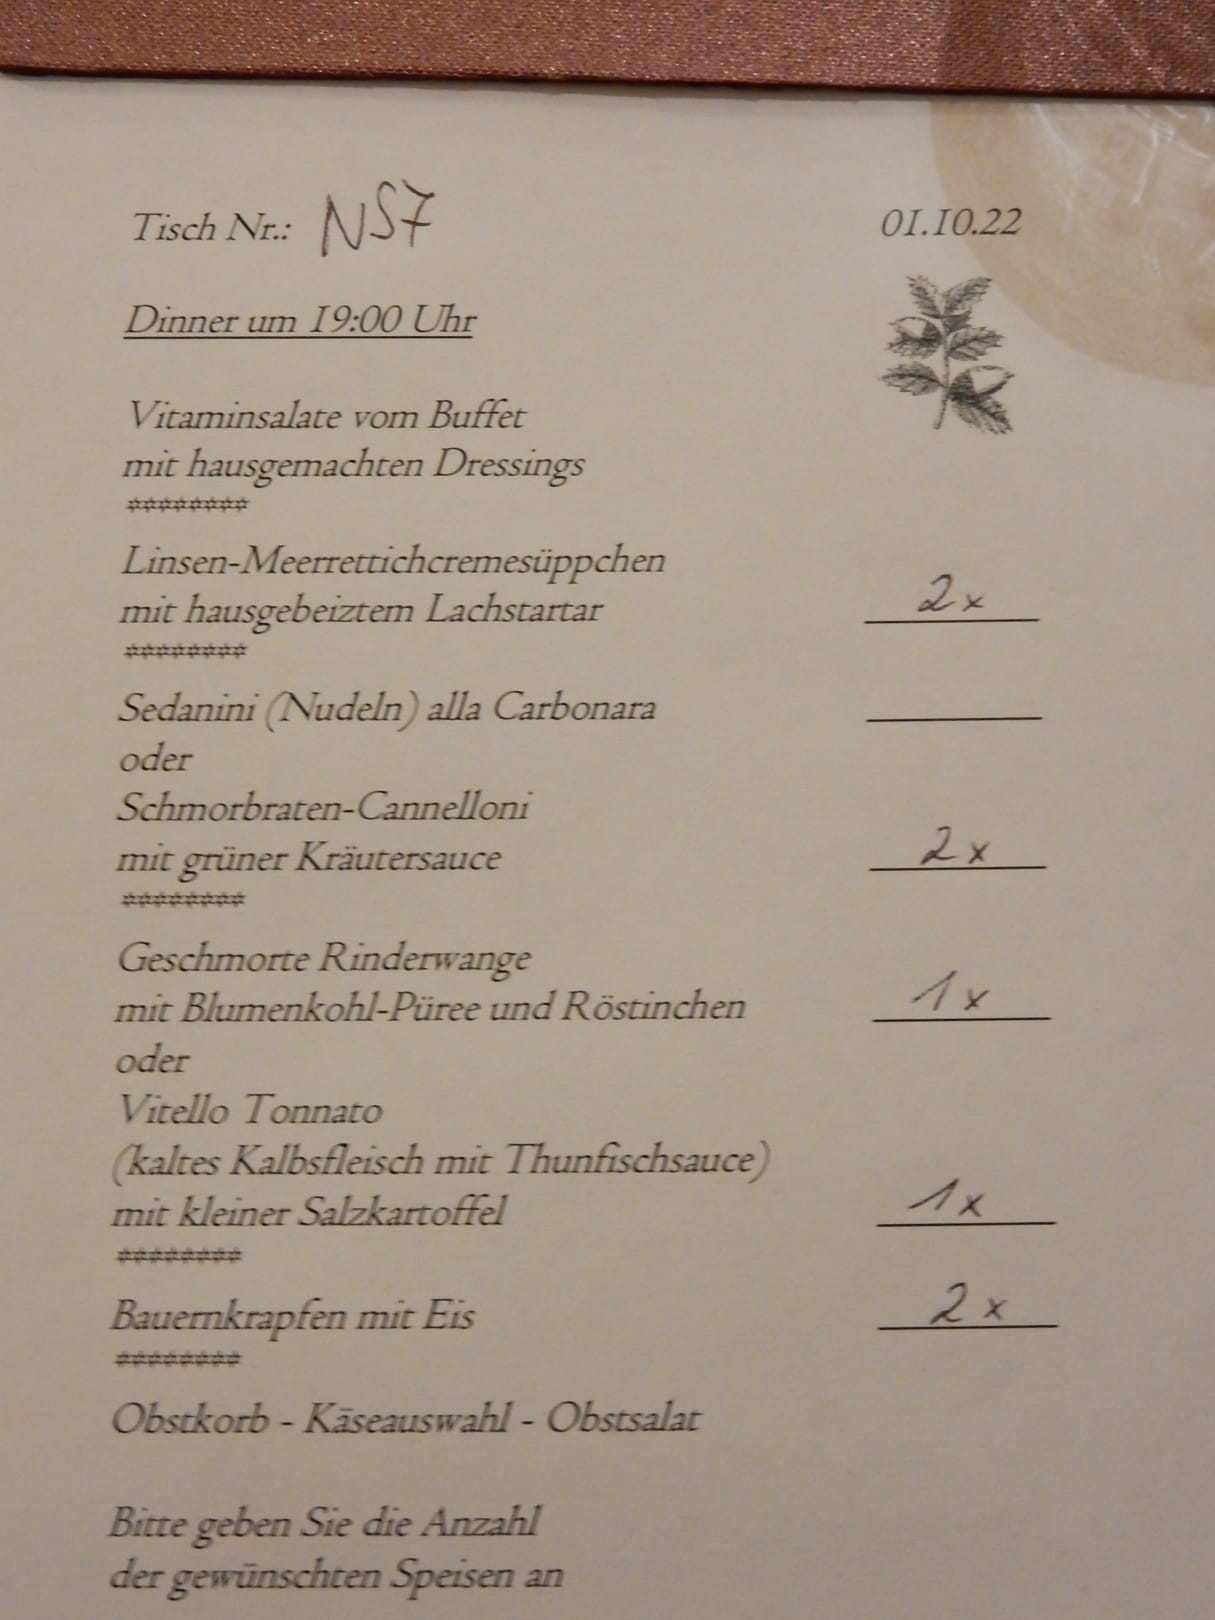 Tisch Nr.: NS7 01.10.22
Dinner um 19:00 Uhr
Vitaminsalate vom Buffet
mit hausgemachten Dressings
########
Linsen-Meerrettichcremesüppchen
mit hausgebeiztem Lachstartar 2x
########
Sedanini (Nudeln) alla Carbonara
oder
Schmorbraten-Cannelloni
mit grüner Kräutersauce 2x
########
Geschmorte Rinderwange
mit Blumenkohl-Püree und Röstinchen 1x
oder
Vitello Tonnato
(kaltes Kalbsfleisch mit Thunfischsauce)
mit kleiner Salzkartoffel 1x
########
Bauernkrapfen mit Eis 2x
########
Obstkorb - Käseauswahl - Obstsalat
Bitte geben Sie die Anzahl
der gewünschten Speisen an